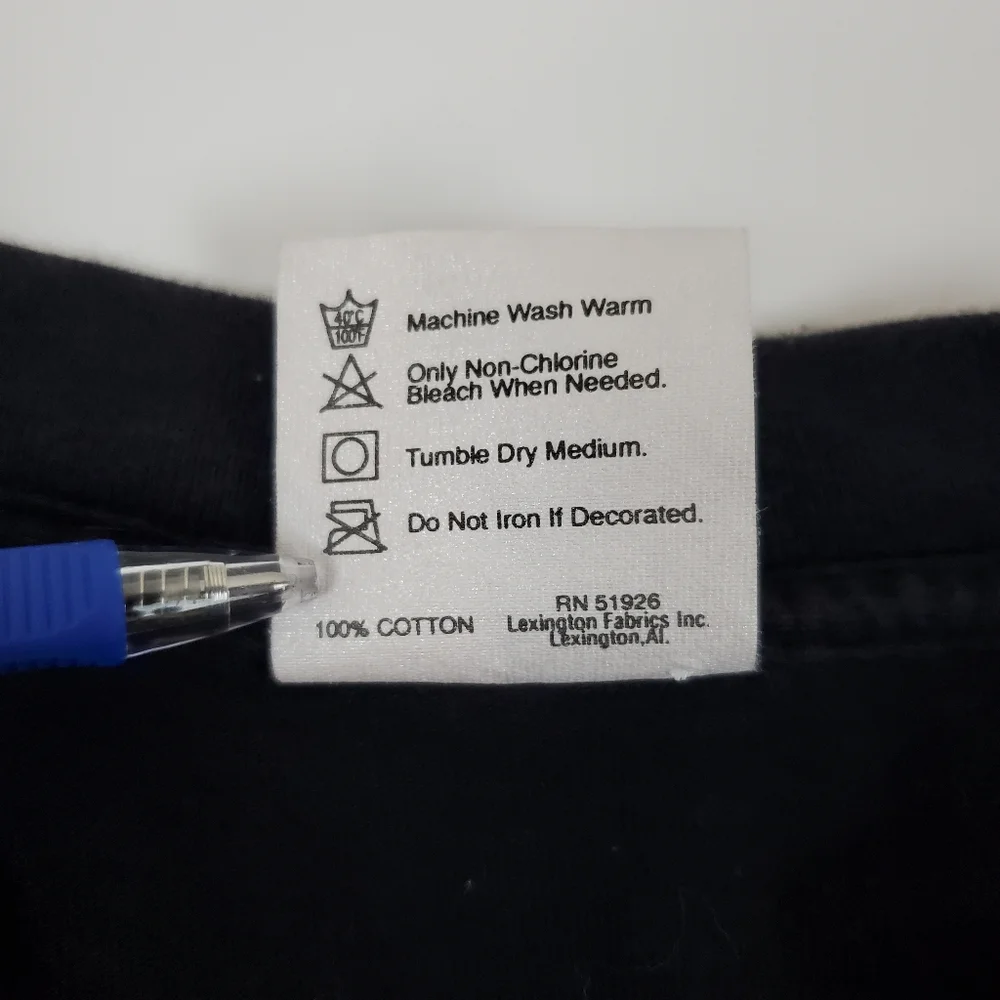 40°C
100°F
Machine Wash Warm
Only Non-Chlorine
Bleach When Needed.
Tumble Dry Medium.
Do Not Iron If Decorated.
100% COTTON
RN 51926
Lexington Fabrics Inc.
Lexington,Al.